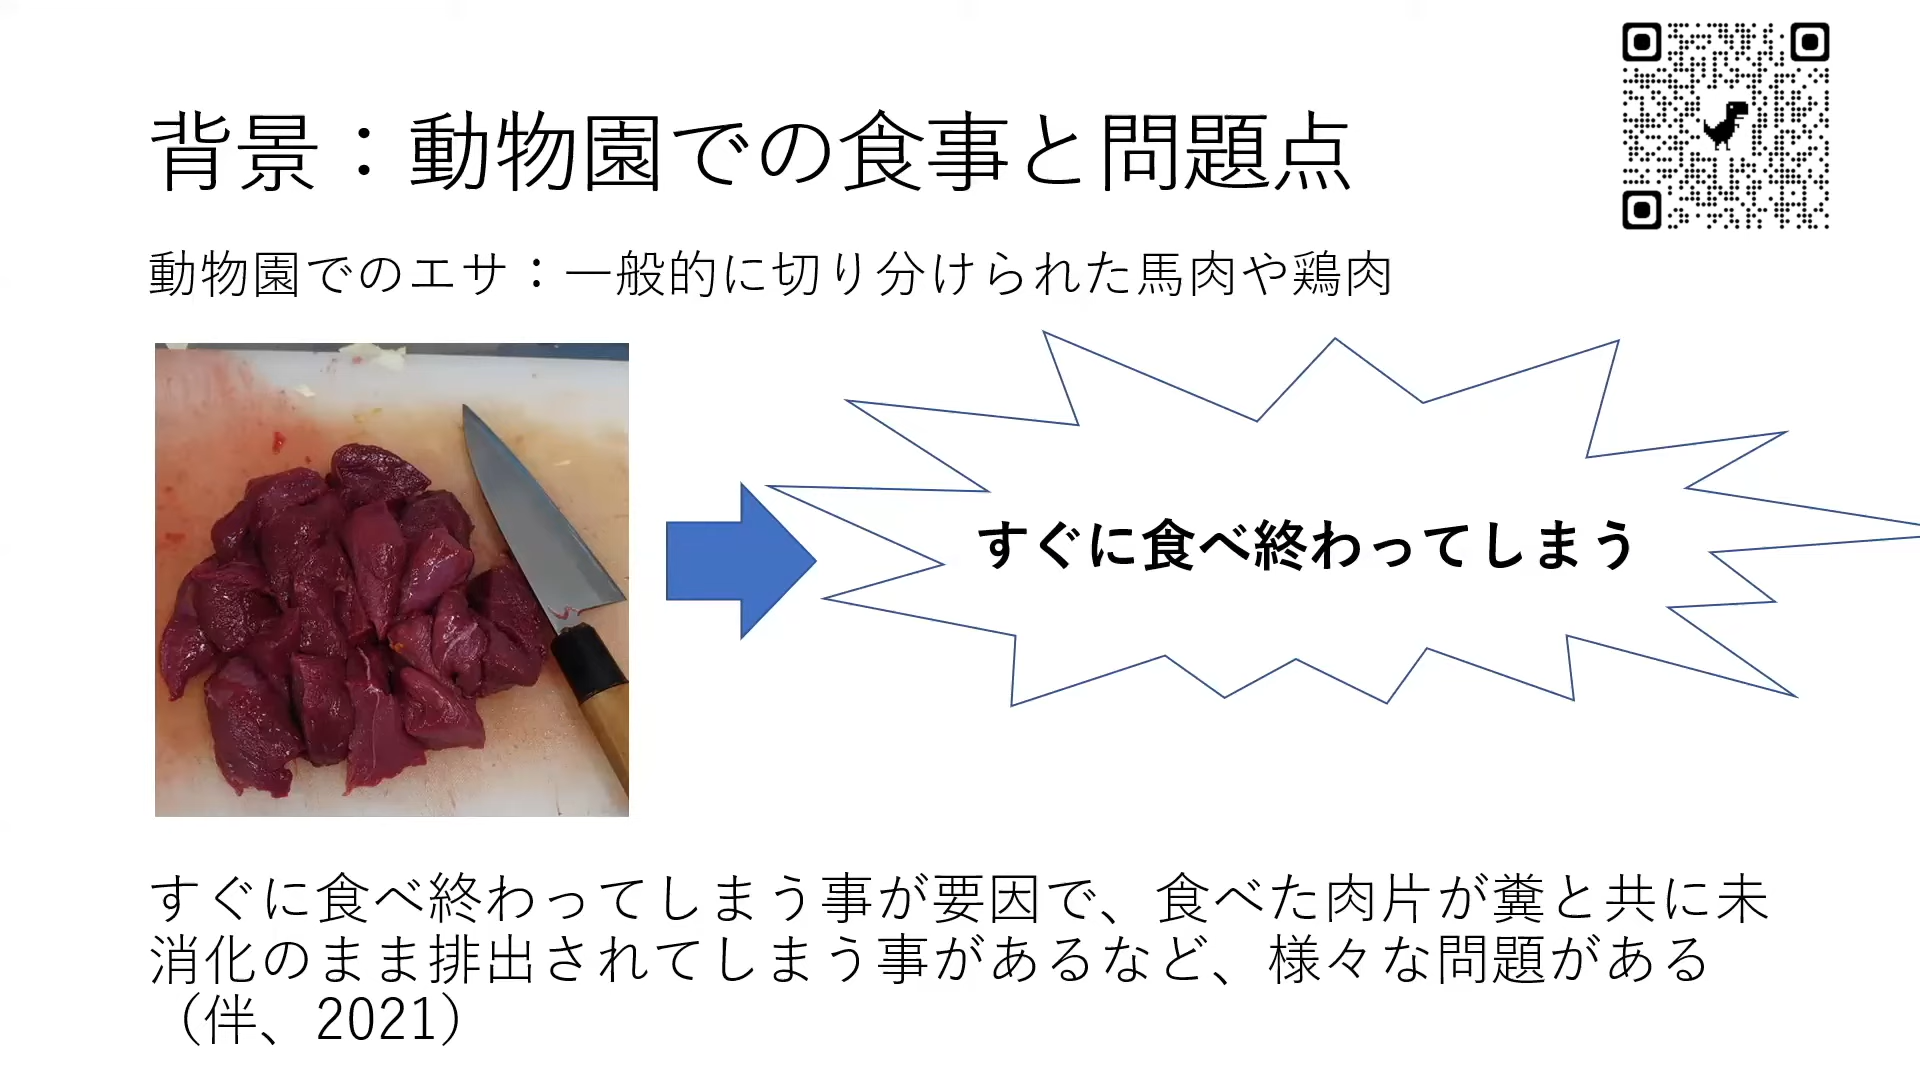 背景：動物園での食事と問題点
動物園でのエサ：一般的に切り分けられた馬肉や鶏肉
すぐに食べ終わってしまう
すぐに食べ終わってしまう事が要因で、食べた肉片が糞と共に未
消化のまま排出されてしまう事があるなど、様々な問題がある
（伴、2021）